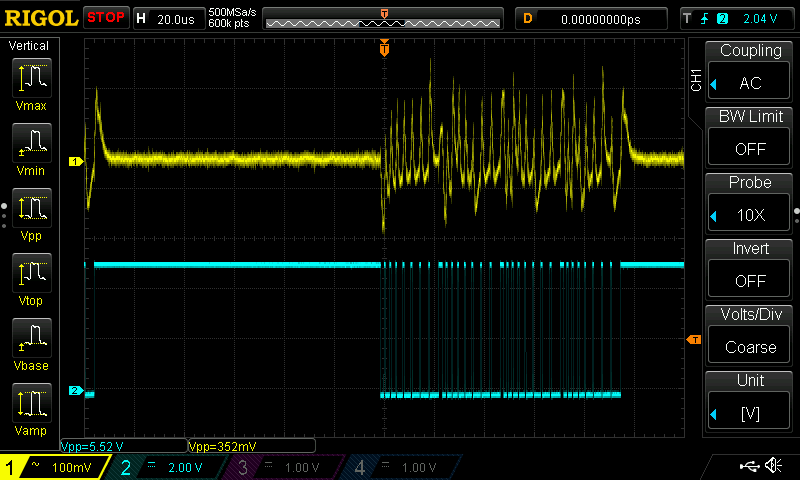 RIGOL STOP H 20.0us 500MSa/s 600k pts T D 0.00000000ps T 2 2.04 V
Vertical
Vmax
Vmin
Vpp
Vtop
Vbase
Vamp
T
1
2
T
CH1
Coupling
AC
BW Limit
OFF
Probe
10X
Invert
OFF
Volts/Div
Coarse
Unit
[V]
Vpp=5.52 V Vpp=352mV
1 ~ 100mV 2 = 2.00 V 3 = 1.00 V 4 = 1.00 V